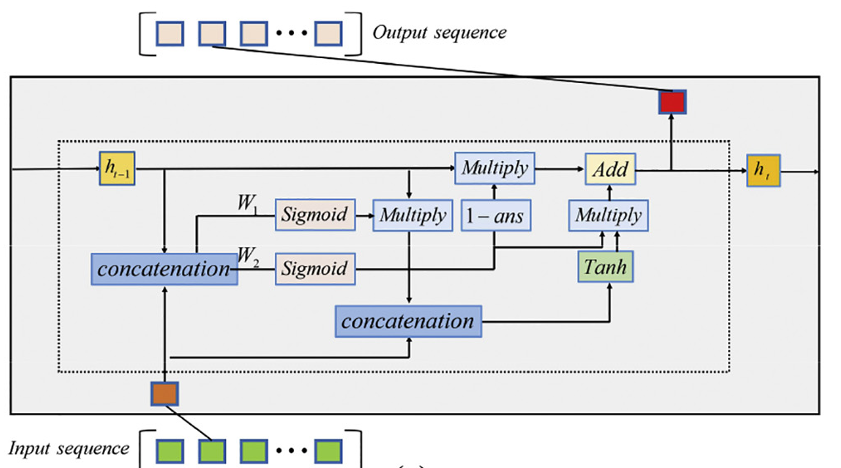 Output sequence
h_{t-1}
Multiply
Add
h_t
W_1
Sigmoid
Multiply
1-ans
Multiply
concatenation
W_2
Sigmoid
Tanh
concatenation
Input sequence